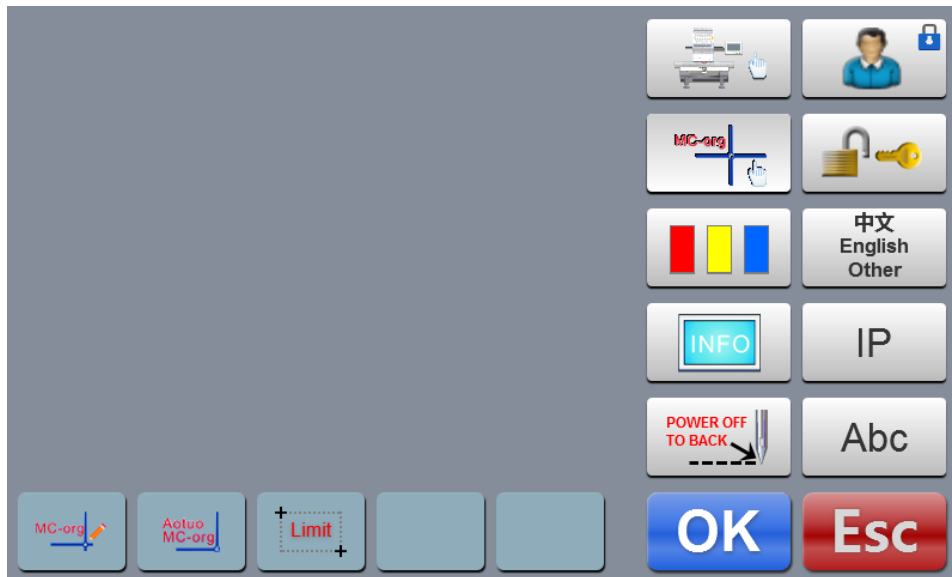 MC-org
中文
English
Other
INFO
IP
POWER OFF
TO BACK
Abc
MC-org
Aotuo
MC-org
Limit
OK
Esc